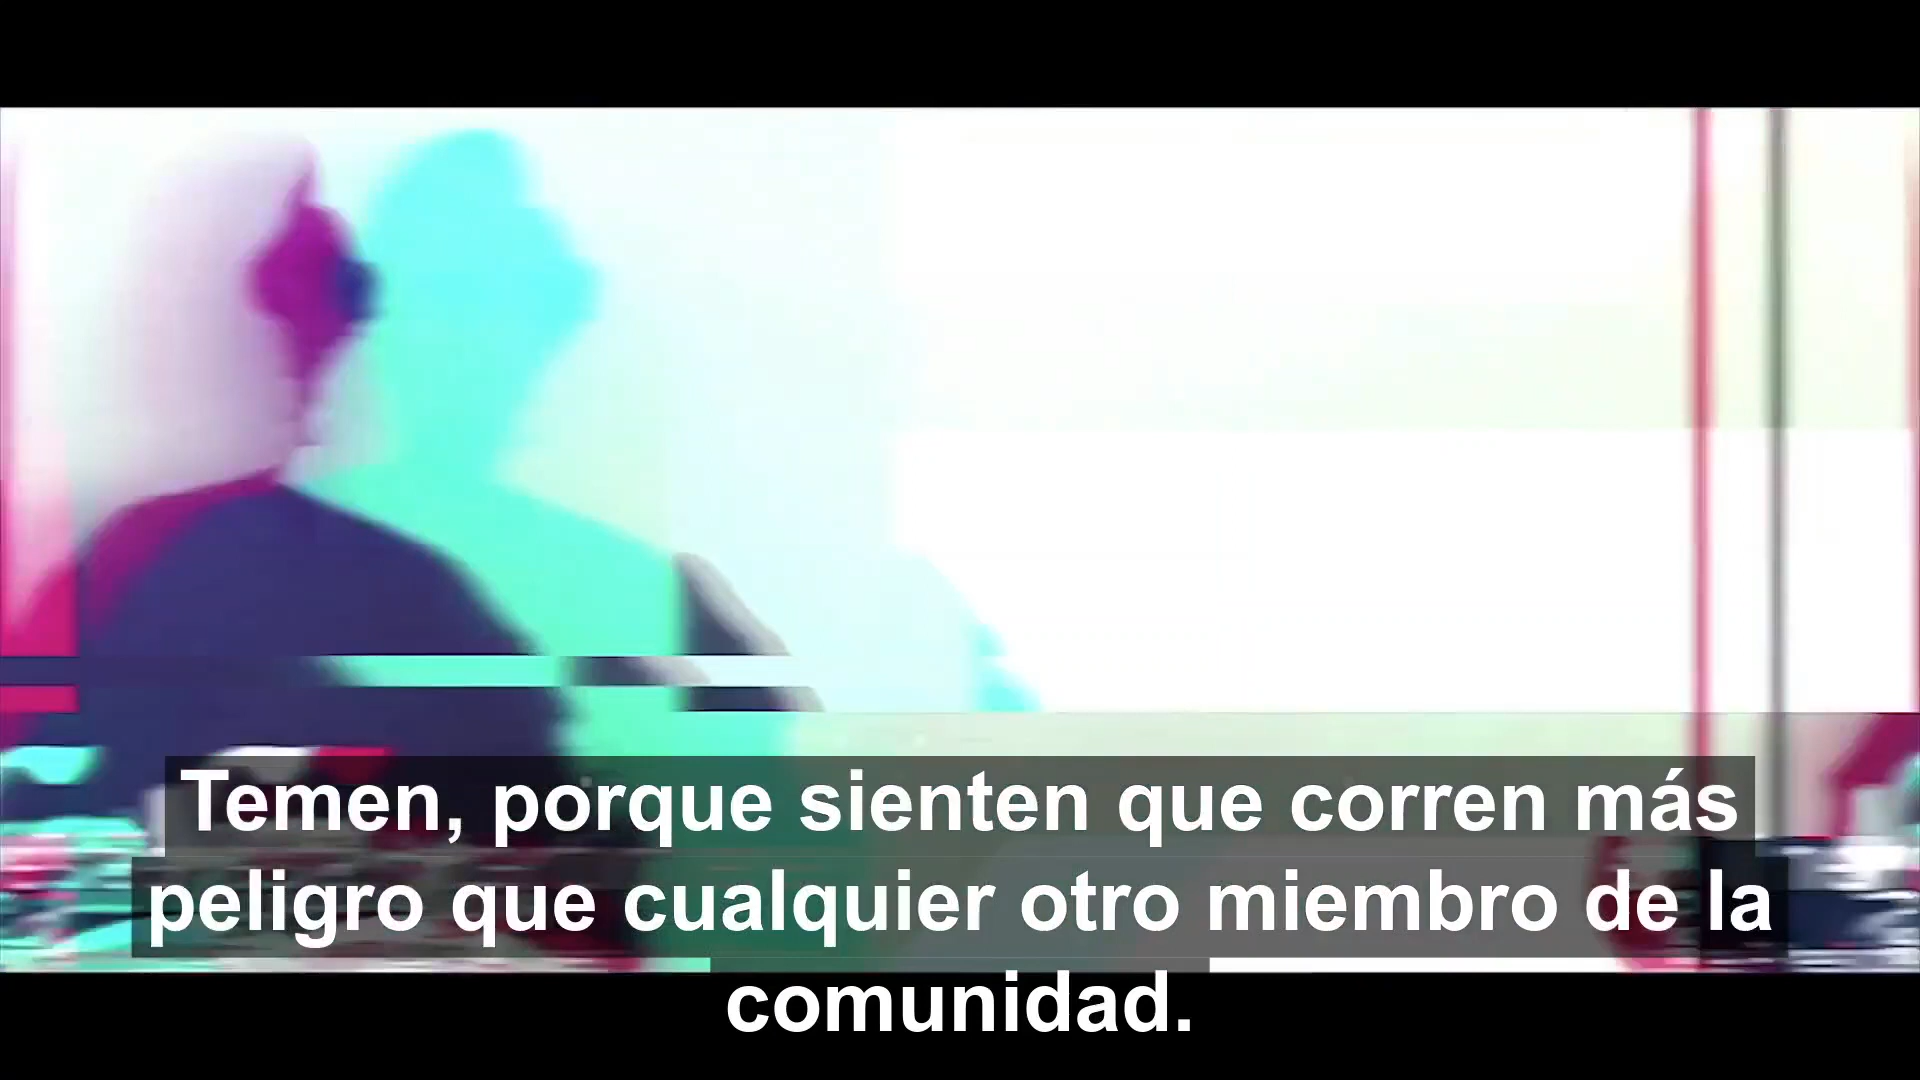 Temen, porque sienten que corren más
peligro que cualquier otro miembro de la
comunidad.